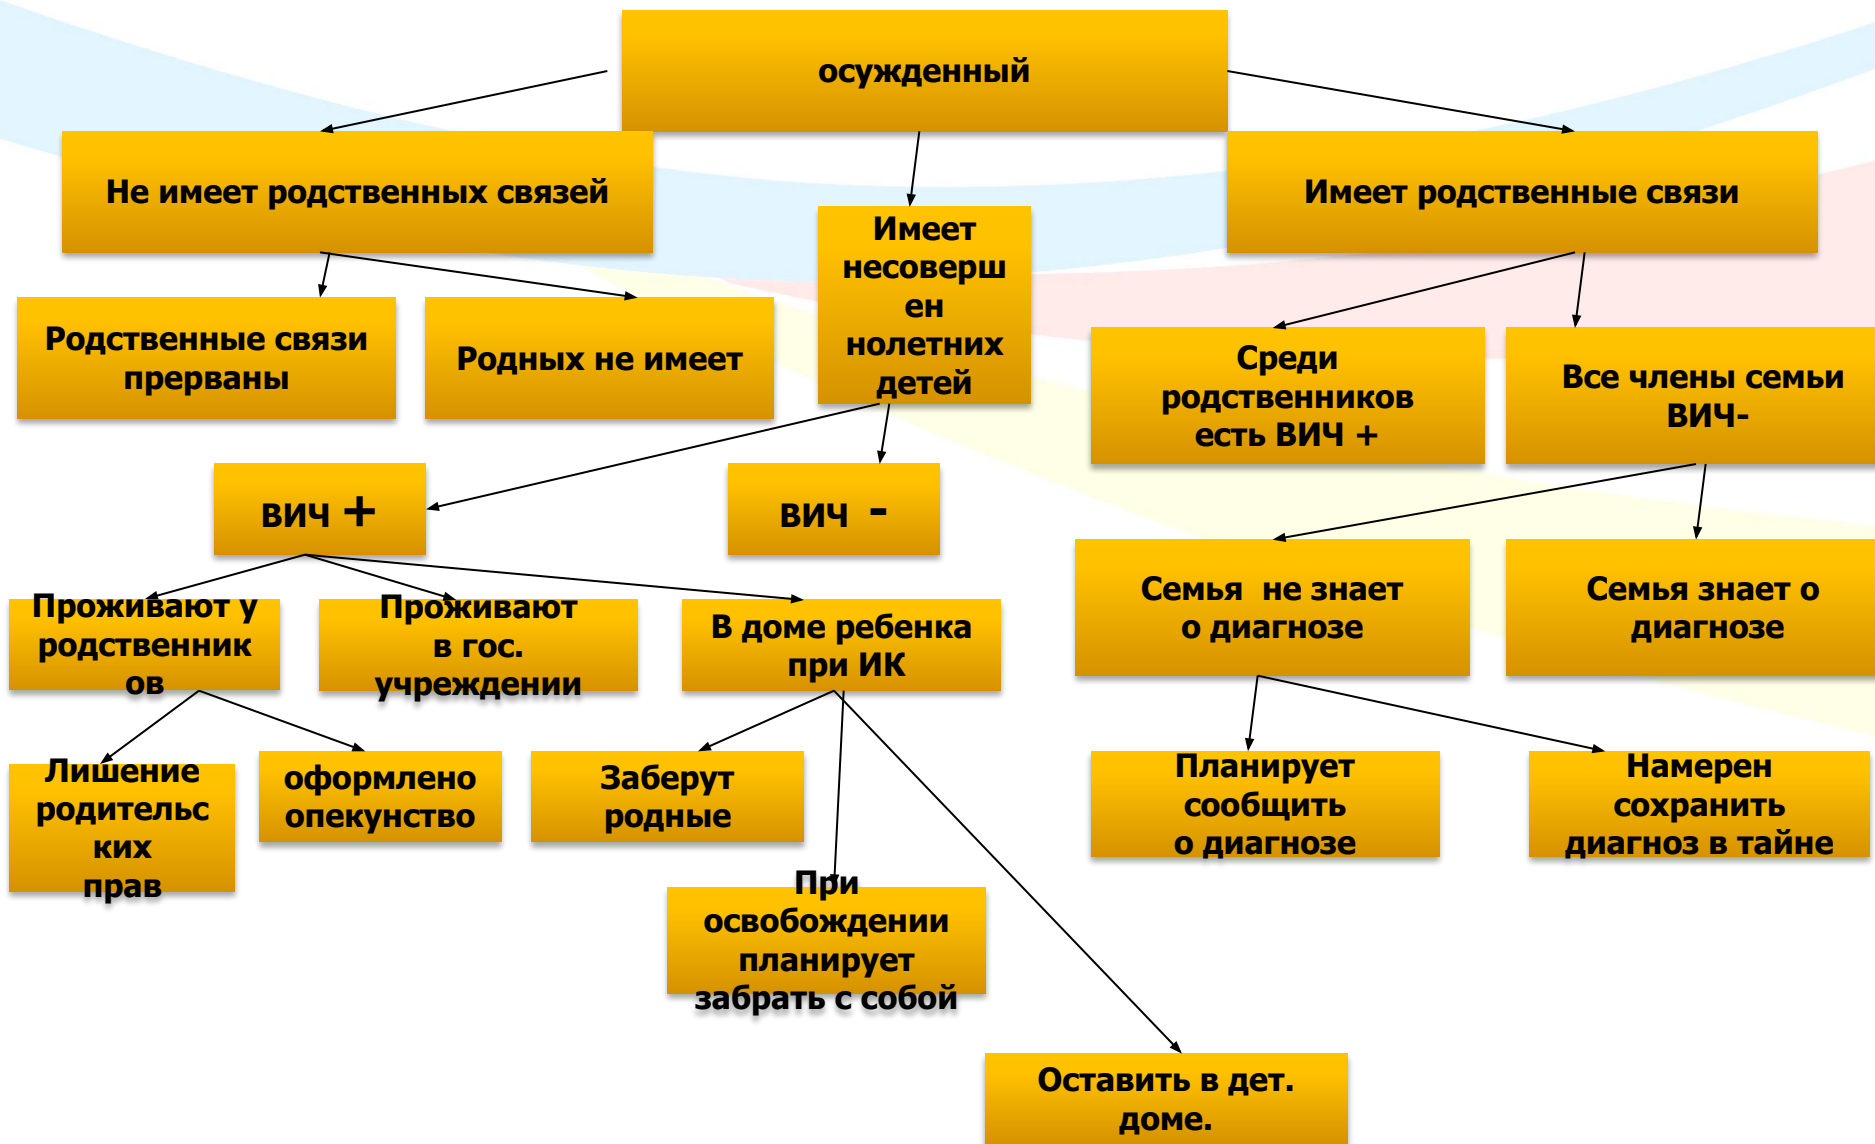 осужденный
Не имеет родственных связей
Имеет родственные связи
Имеет
несоверш
ен
нолетних
детей
Родственные связи
прерваны
Родных не имеет
Среди
родственников
есть ВИЧ +
Все члены семьи
ВИЧ-
ВИЧ +
ВИЧ -
Семья не знает
о диагнозе
Семья знает о
диагнозе
Проживают у
родственник
ов
Проживают
в гос.
учреждении
В доме ребенка
при ИК
Лишение
родительс
ких
прав
оформлено
опекунство
Заберут
родные
Планирует
сообщить
о диагнозе
Намерен
сохранить
диагноз в тайне
При
освобождении
планирует
забрать с собой
Оставить в дет.
доме.